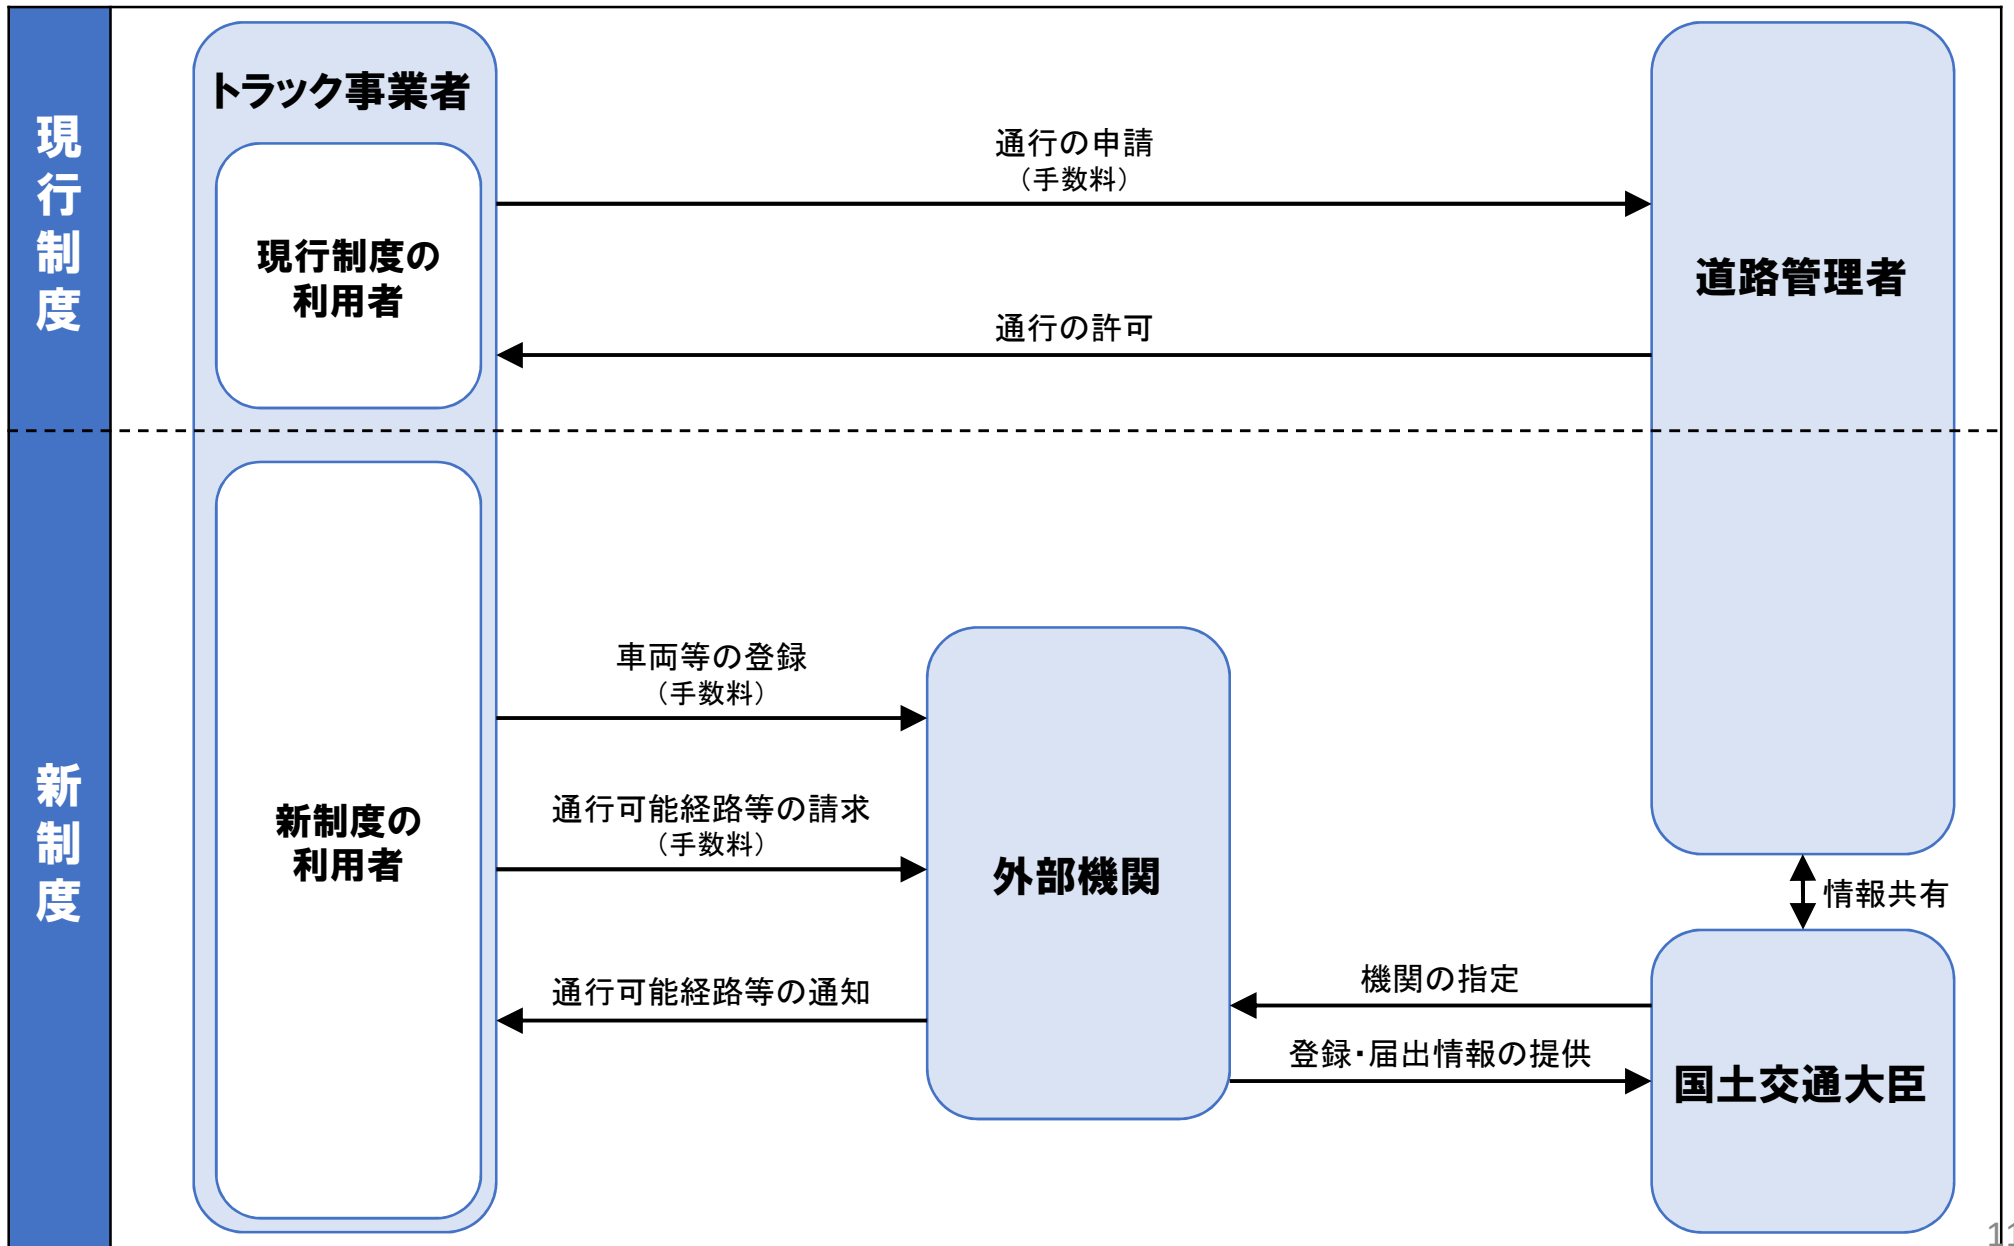 現行制度
トラック事業者
現行制度の
利用者
通行の申請
（手数料）
通行の許可
道路管理者
新制度
新制度の
利用者
車両等の登録
（手数料）
通行可能経路等の請求
（手数料）
通行可能経路等の通知
外部機関
情報共有
機関の指定
登録・届出情報の提供
国土交通大臣